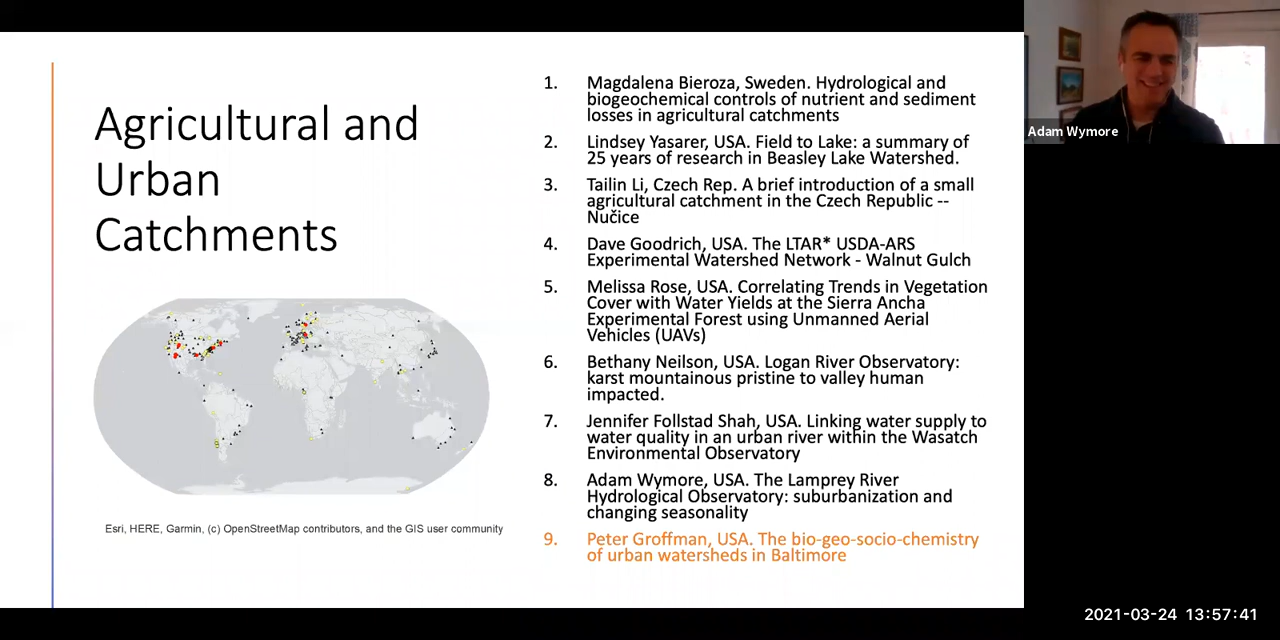 Agricultural and
Urban
Catchments
Esri, HERE, Garmin, (c) OpenStreetMap contributors, and the GIS user community
1. Magdalena Bieroza, Sweden. Hydrological and
biogeochemical controls of nutrient and sediment
losses in agricultural catchments
2. Lindsey Yasarer, USA. Field to Lake: a summary of
25 years of research in Beasley Lake Watershed.
3. Tailin Li, Czech Rep. A brief introduction of a small
agricultural catchment in the Czech Republic --
Nučice
4. Dave Goodrich, USA. The LTAR* USDA-ARS
Experimental Watershed Network - Walnut Gulch
5. Melissa Rose, USA. Correlating Trends in Vegetation
Cover with Water Yields at the Sierra Ancha
Experimental Forest using Unmanned Aerial
Vehicles (UAVs)
6. Bethany Neilson, USA. Logan River Observatory:
karst mountainous pristine to valley human
impacted.
7. Jennifer Follstad Shah, USA. Linking water supply to
water quality in an urban river within the Wasatch
Environmental Observatory
8. Adam Wymore, USA. The Lamprey River
Hydrological Observatory: suburbanization and
changing seasonality
9. Peter Groffman, USA. The bio-geo-socio-chemistry
of urban watersheds in Baltimore
Adam Wymore
2021-03-24 13:57:41